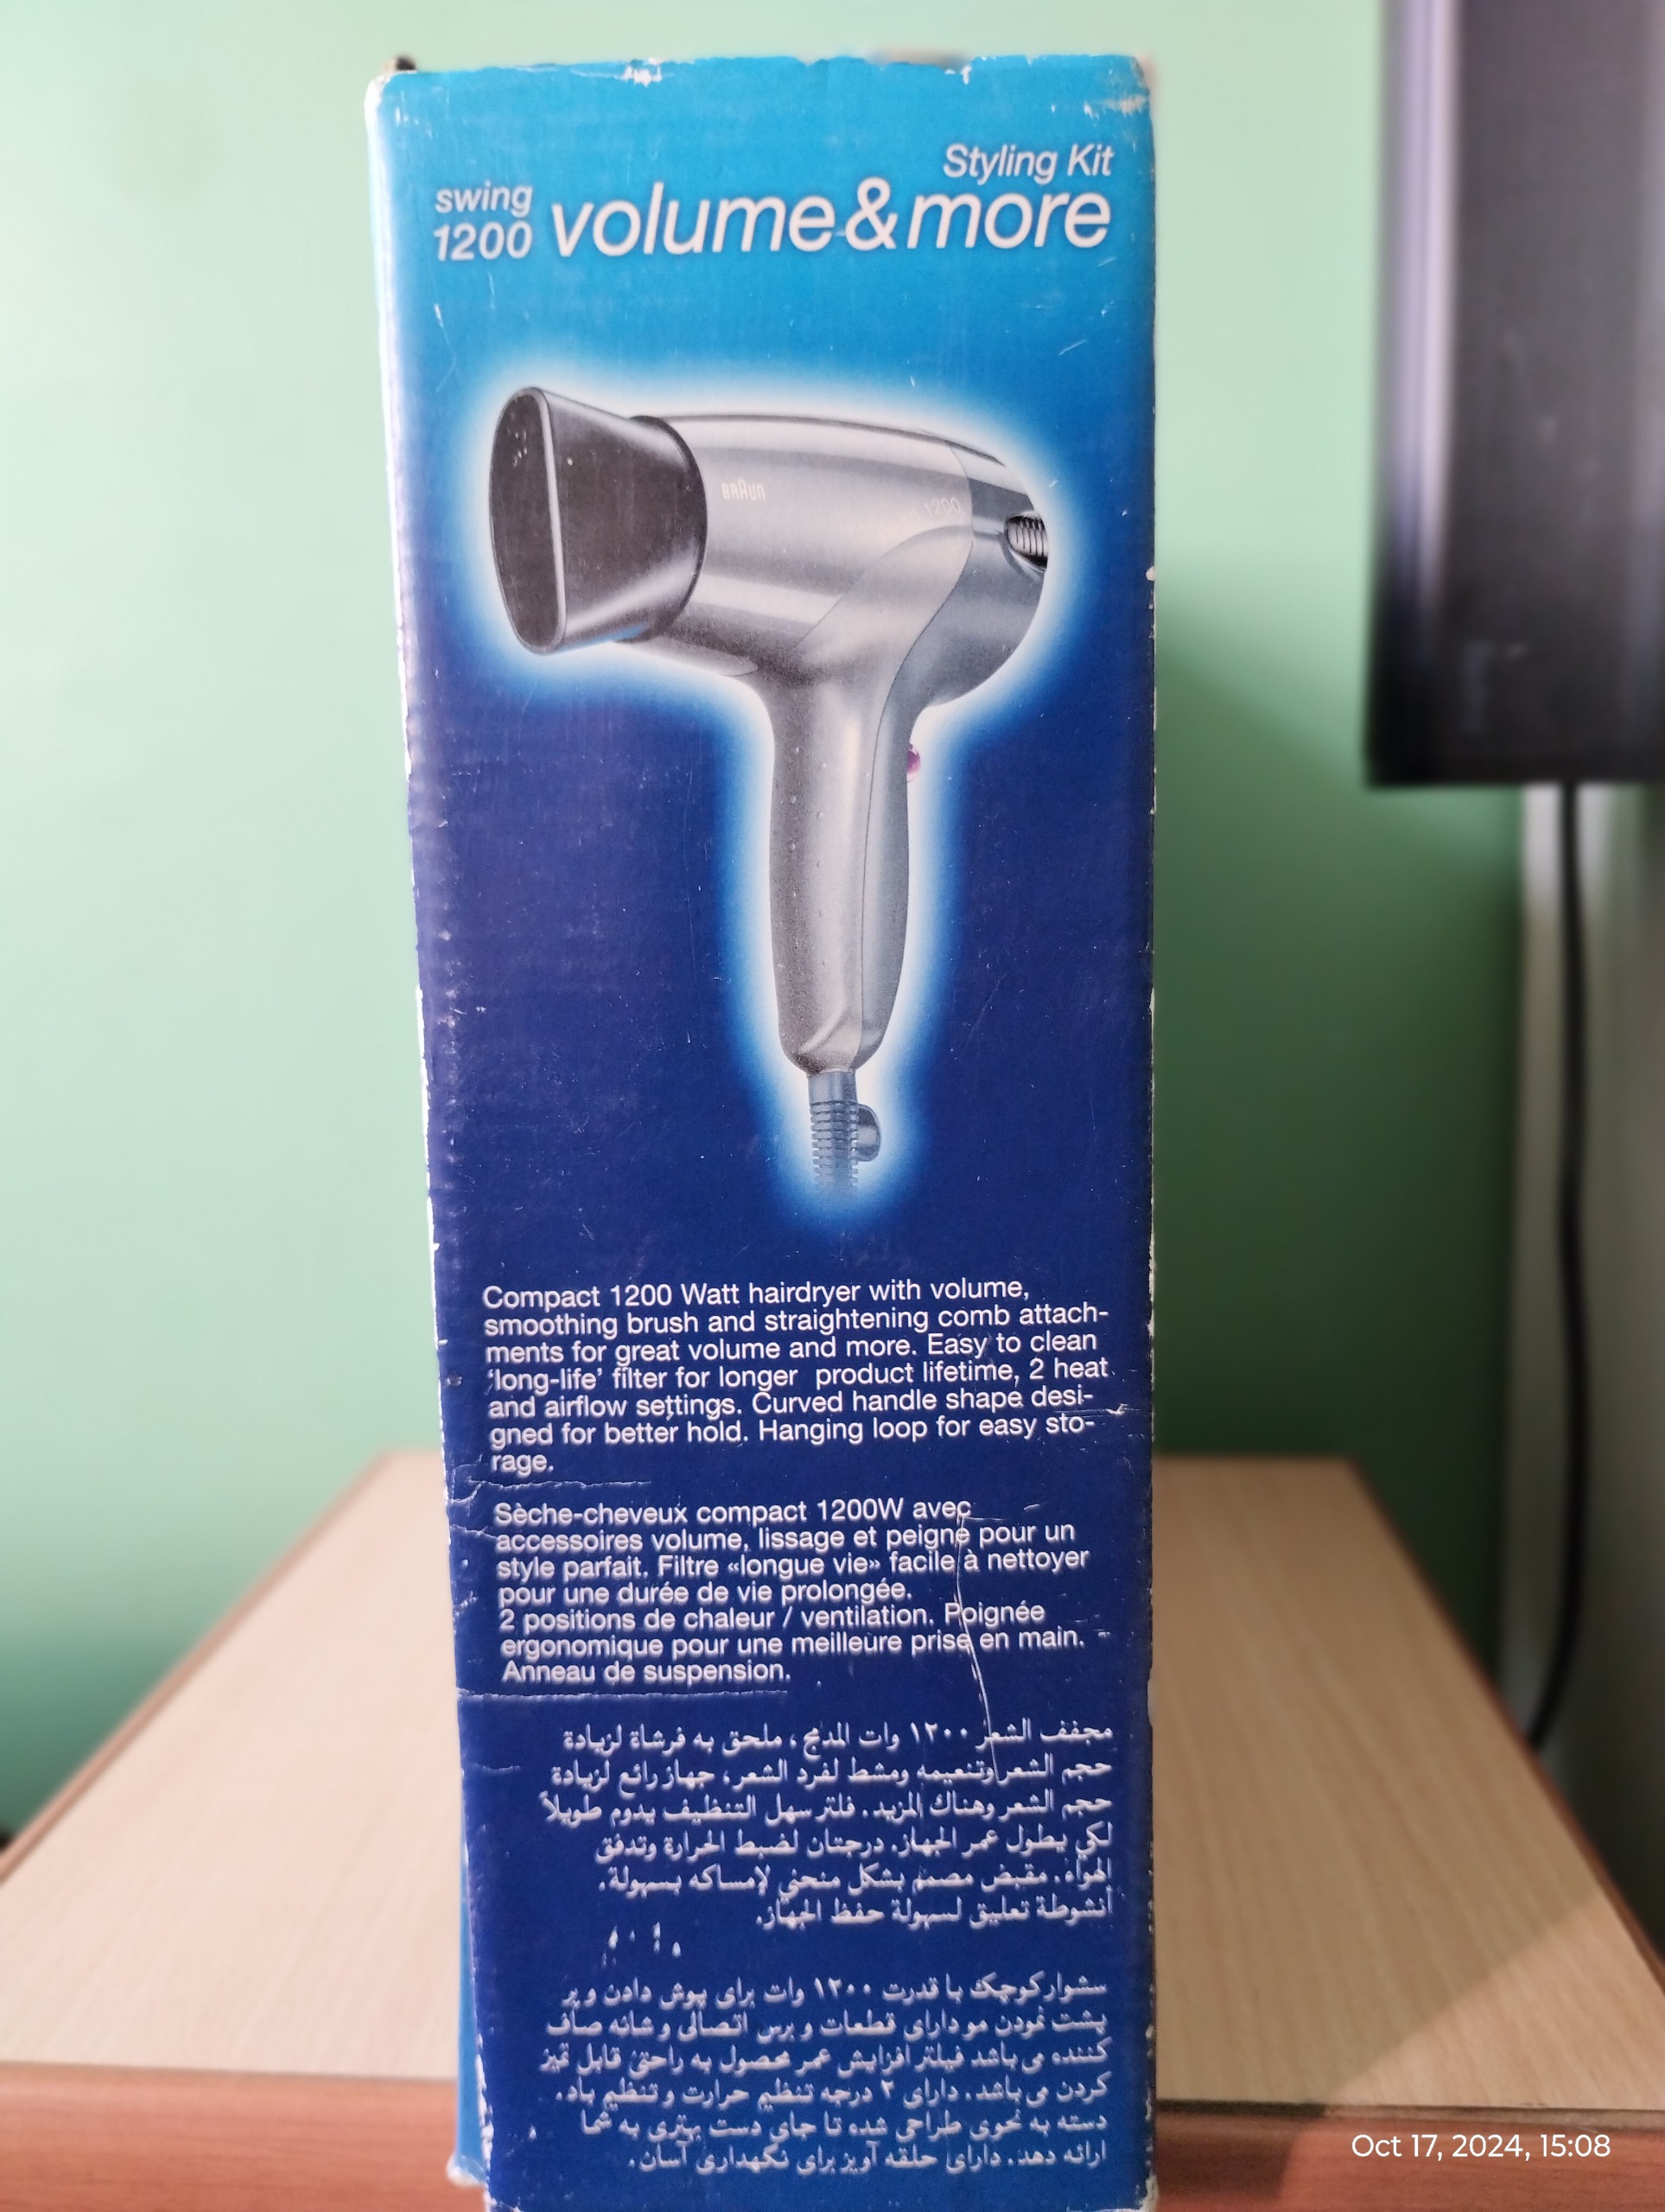 Styling Kit
swing
1200 volume&more
BRAUN
1200
Compact 1200 Watt hairdryer with volume,
smoothing brush and straightening comb attach-
ments for great volume and more. Easy to clean
'long-life' filter for longer product lifetime, 2 heat
and airflow settings. Curved handle shape desi-
gned for better hold. Hanging loop for easy sto-
rage.
Sèche-cheveux compact 1200W avec
accessoires volume, lissage et peigne pour un
style parfait. Filtre «longue vie» facile à nettoyer
pour une durée de vie prolongée.
2 positions de chaleur / ventilation. Poignée
ergonomique pour une meilleure prise en main.
Anneau de suspension.
مجفف الشعر ١٢٠٠ وات المدمج ، ملحق به فرشاة لزيادة
حجم الشعر وتنعيمه ومشط لفرد الشعر، جهاز رائع لزيادة
حجم الشعر وهناك المزيد. فلتر سهل التنظيف يدوم طويلاً
لكي يطول عمر الجهاز. درجتان لضبط الحرارة وتدفق
الهواء. مقبض مصمم بشكل منحني لإمساكه بسهولة.
أنشوطة تعليق لسهولة حفظ الجهاز.
سشوار کوچک با قدرت ۱۲۰۰ وات برای پوش دادن و پر
پشت نمودن مو دارای قطعات و برس اتصالی و شانه صاف
کننده می باشد فیلتر افزایش عمر محصول به راحتی قابل تمیز
کردن می باشد. دارای ۲ درجه تنظیم حرارت و تنظیم باد.
دسته به نحوی طراحی شده تا جای دست بهتری به شما
ارائه دهد. دارای حلقه آویز برای نگهداری آسان.
Oct 17, 2024, 15:08